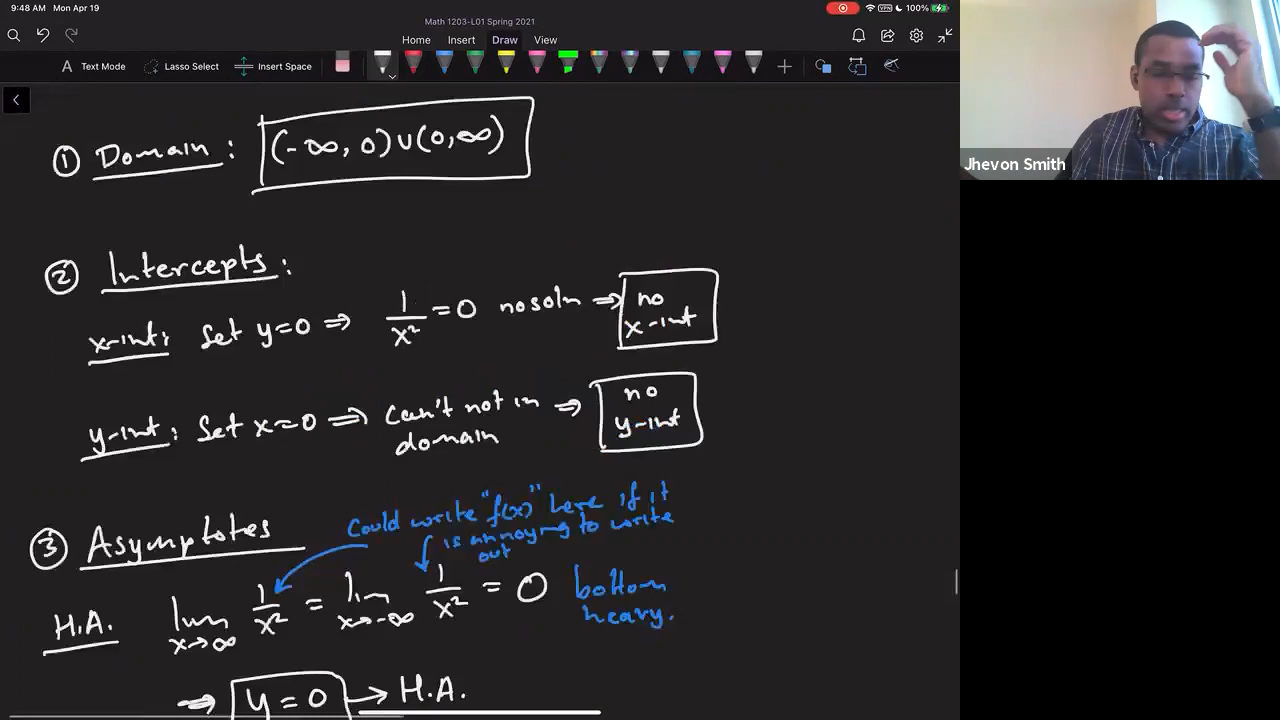 9:48 AM Mon Apr 19
100%
Math 1203-L01 Spring 2021
Home Insert Draw View
Text Mode Lasso Select Insert Space
① Domain: (-∞, 0)∪(0,∞)
② Intercepts:
x-int: Set y=0 ⇒ 1/x² = 0 no soln ⇒ no x-int
y-int: Set x=0 ⇒ can't not in domain ⇒ no y-int
③ Asymptotes
Could write "f(x)" here if it
is annoying to write
out
H.A. lim x→∞ 1/x² = lim x→-∞ 1/x² = 0 bottom heavy.
⇒ y=0 → H.A.
Jhevon Smith